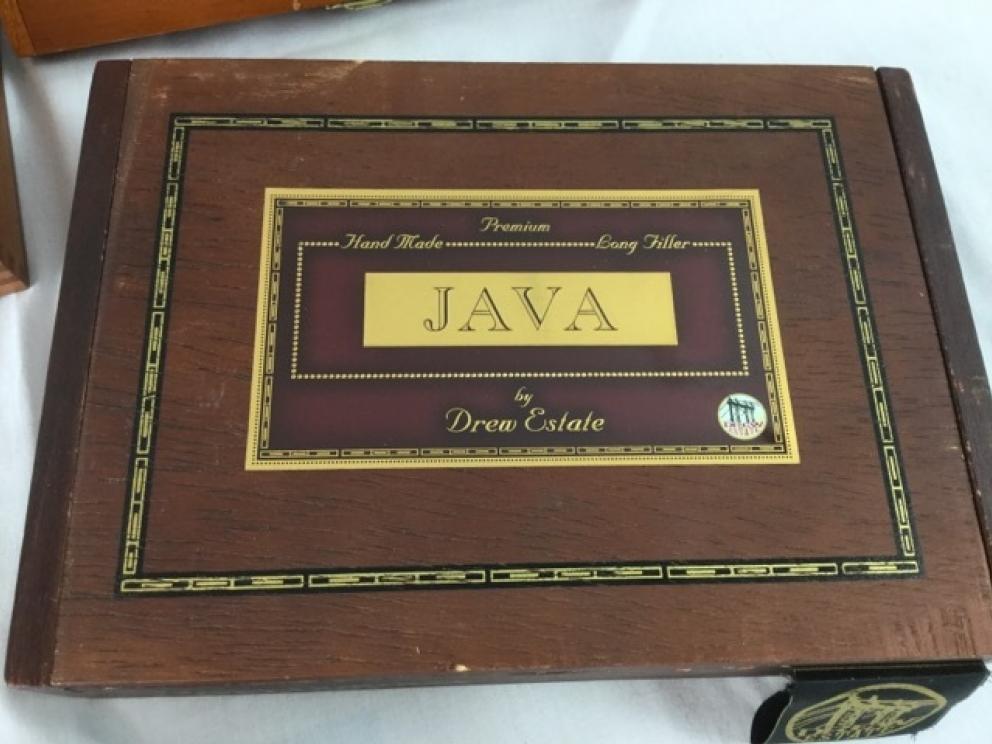 Premium
Hand Made Long Filler
JAVA
by
Drew Estate